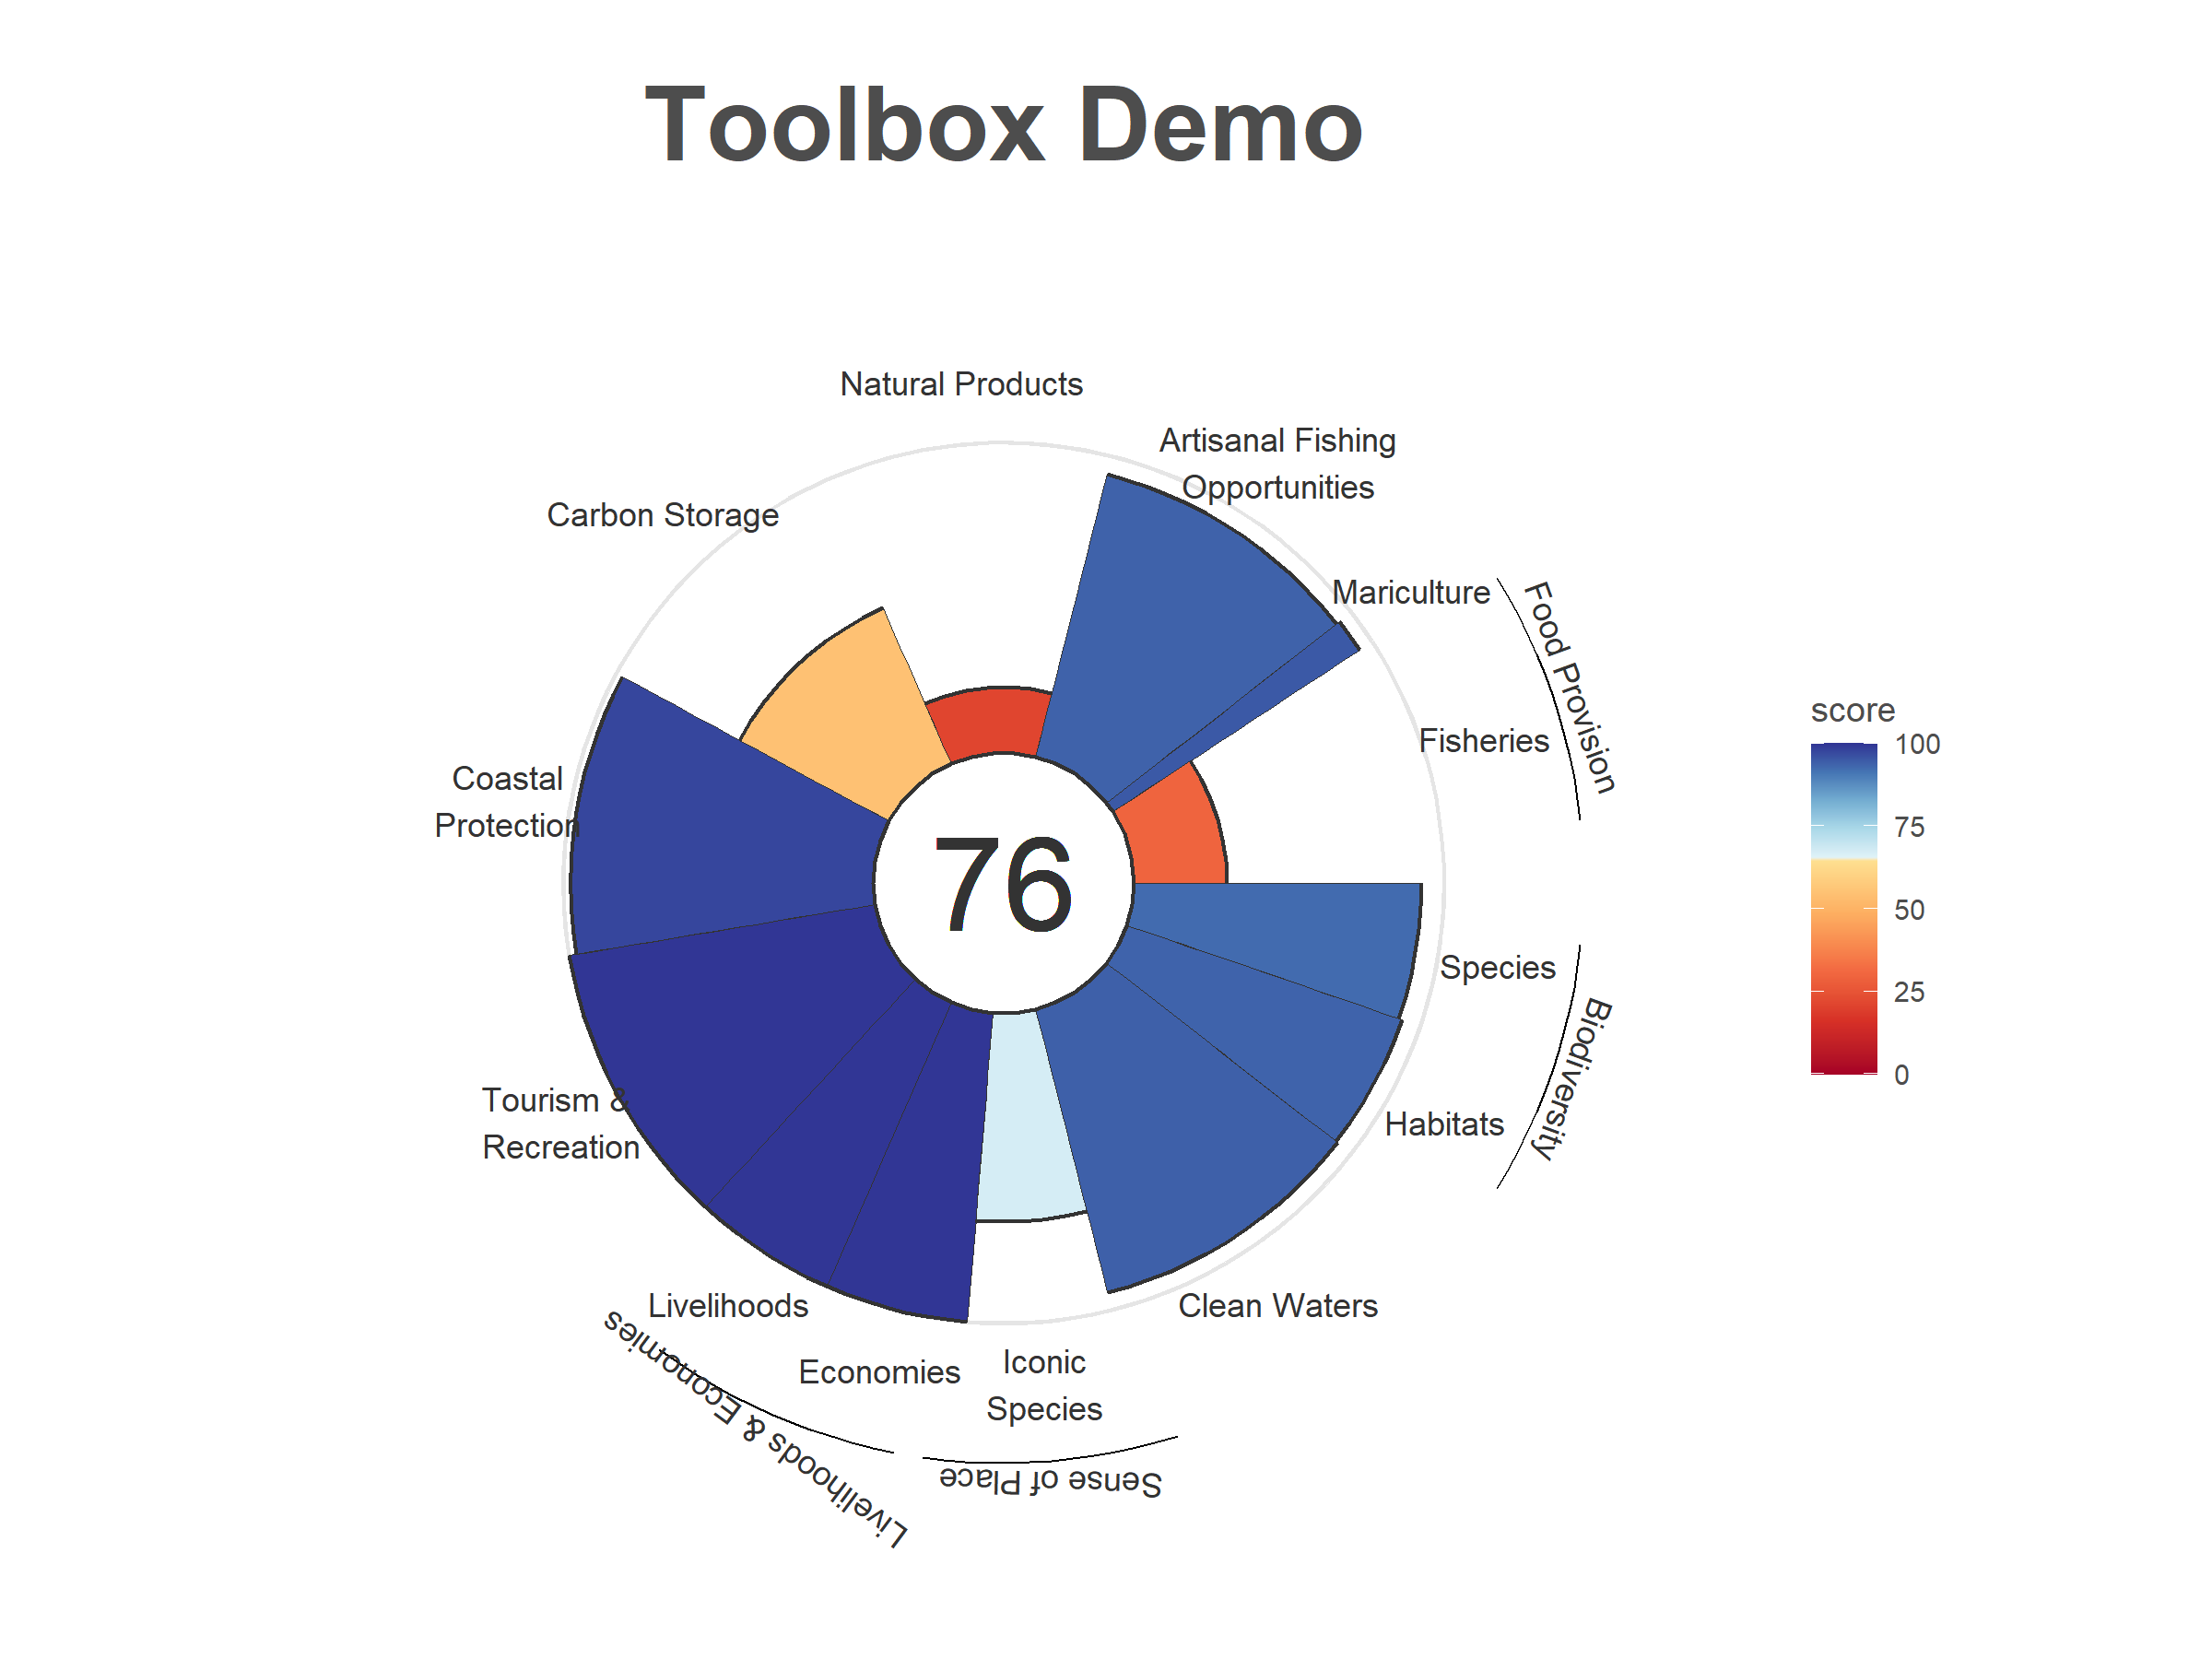 Toolbox Demo
Natural Products
Artisanal Fishing
Opportunities
Carbon Storage
Mariculture
Food Provision
Fisheries
score
100
75
50
25
0
Coastal
Protection
76
Species
Biodiversity
Habitats
Tourism &
Recreation
Livelihoods
Clean Waters
Economies
Iconic
Species
Livelihoods & Economies
Sense of Place